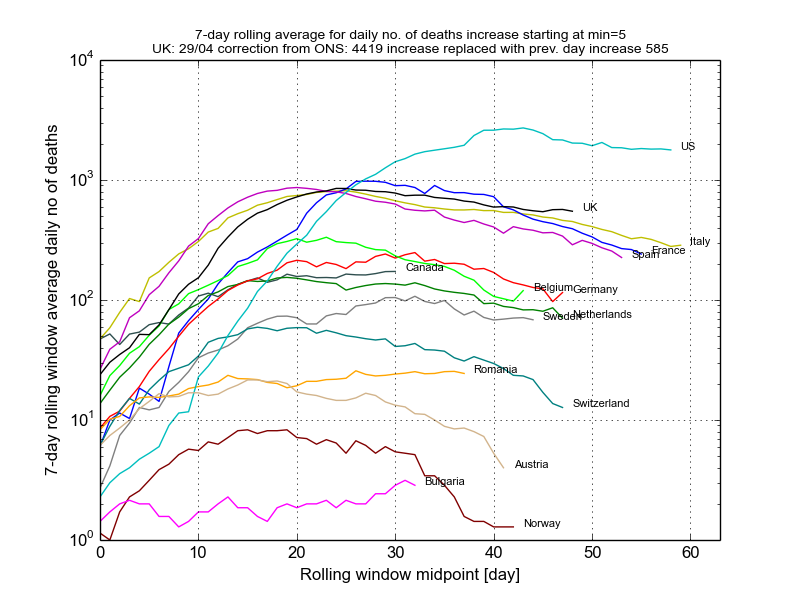 7-day rolling average for daily no. of deaths increase starting at min=5
UK: 29/04 correction from ONS: 4419 increase replaced with prev. day increase 585
10^4
10^3
10^2
10^1
10^0
7-day rolling window average daily no of deaths
US
UK
Italy
France
Spain
Canada
Belgium
Germany
Netherlands
Sweden
Romania
Switzerland
Austria
Bulgaria
Norway
0 10 20 30 40 50 60
Rolling window midpoint [day]